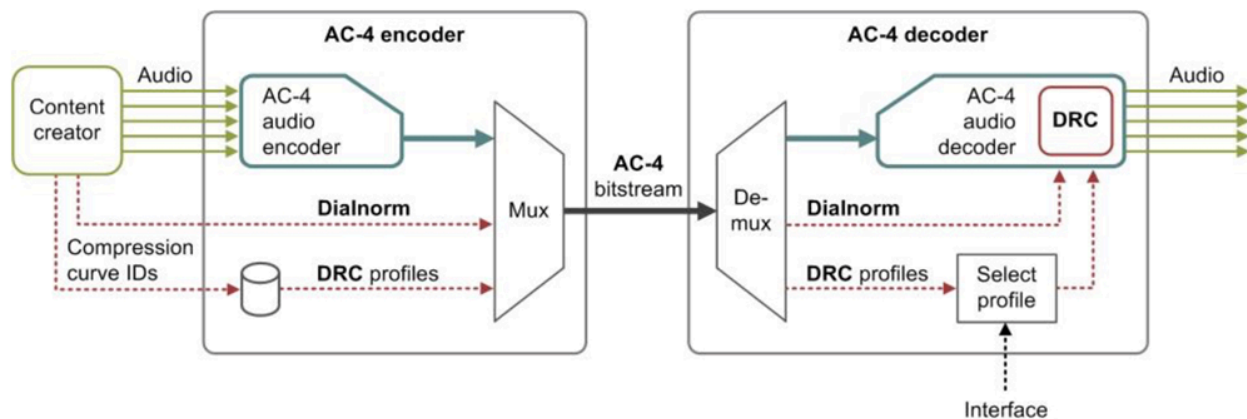 AC-4 encoder
AC-4 decoder
Audio
Content
creator
AC-4
audio
encoder
Mux
AC-4
bitstream
De-
mux
AC-4
audio
decoder
DRC
Audio
Dialnorm
Dialnorm
Compression
curve IDs
DRC profiles
DRC profiles
Select
profile
Interface